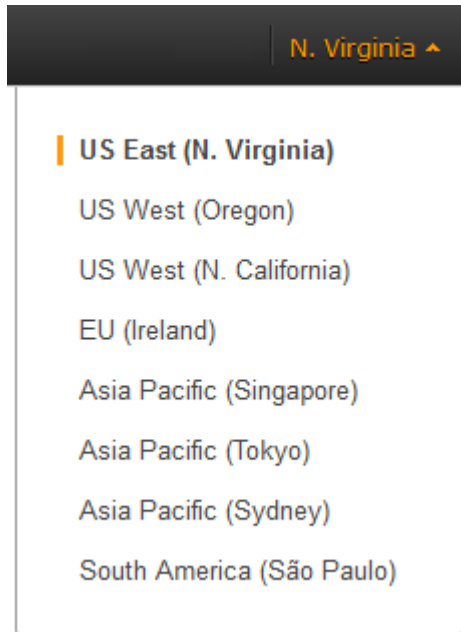 N. Virginia
US East (N. Virginia)
US West (Oregon)
US West (N. California)
EU (Ireland)
Asia Pacific (Singapore)
Asia Pacific (Tokyo)
Asia Pacific (Sydney)
South America (São Paulo)